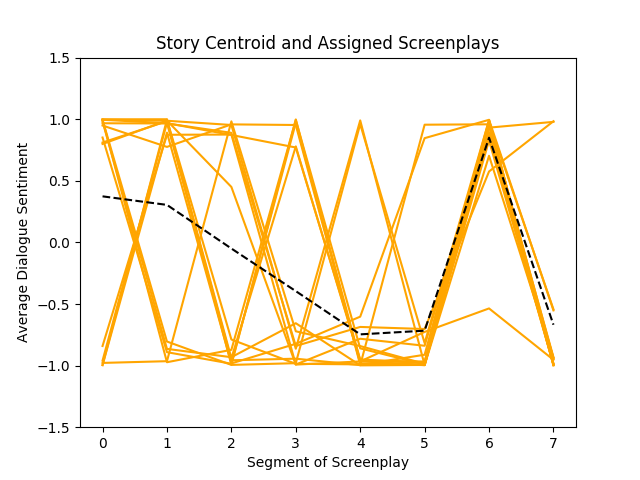 Story Centroid and Assigned Screenplays
1.5
1.0
0.5
0.0
−0.5
−1.0
−1.5
Average Dialogue Sentiment
0 1 2 3 4 5 6 7
Segment of Screenplay